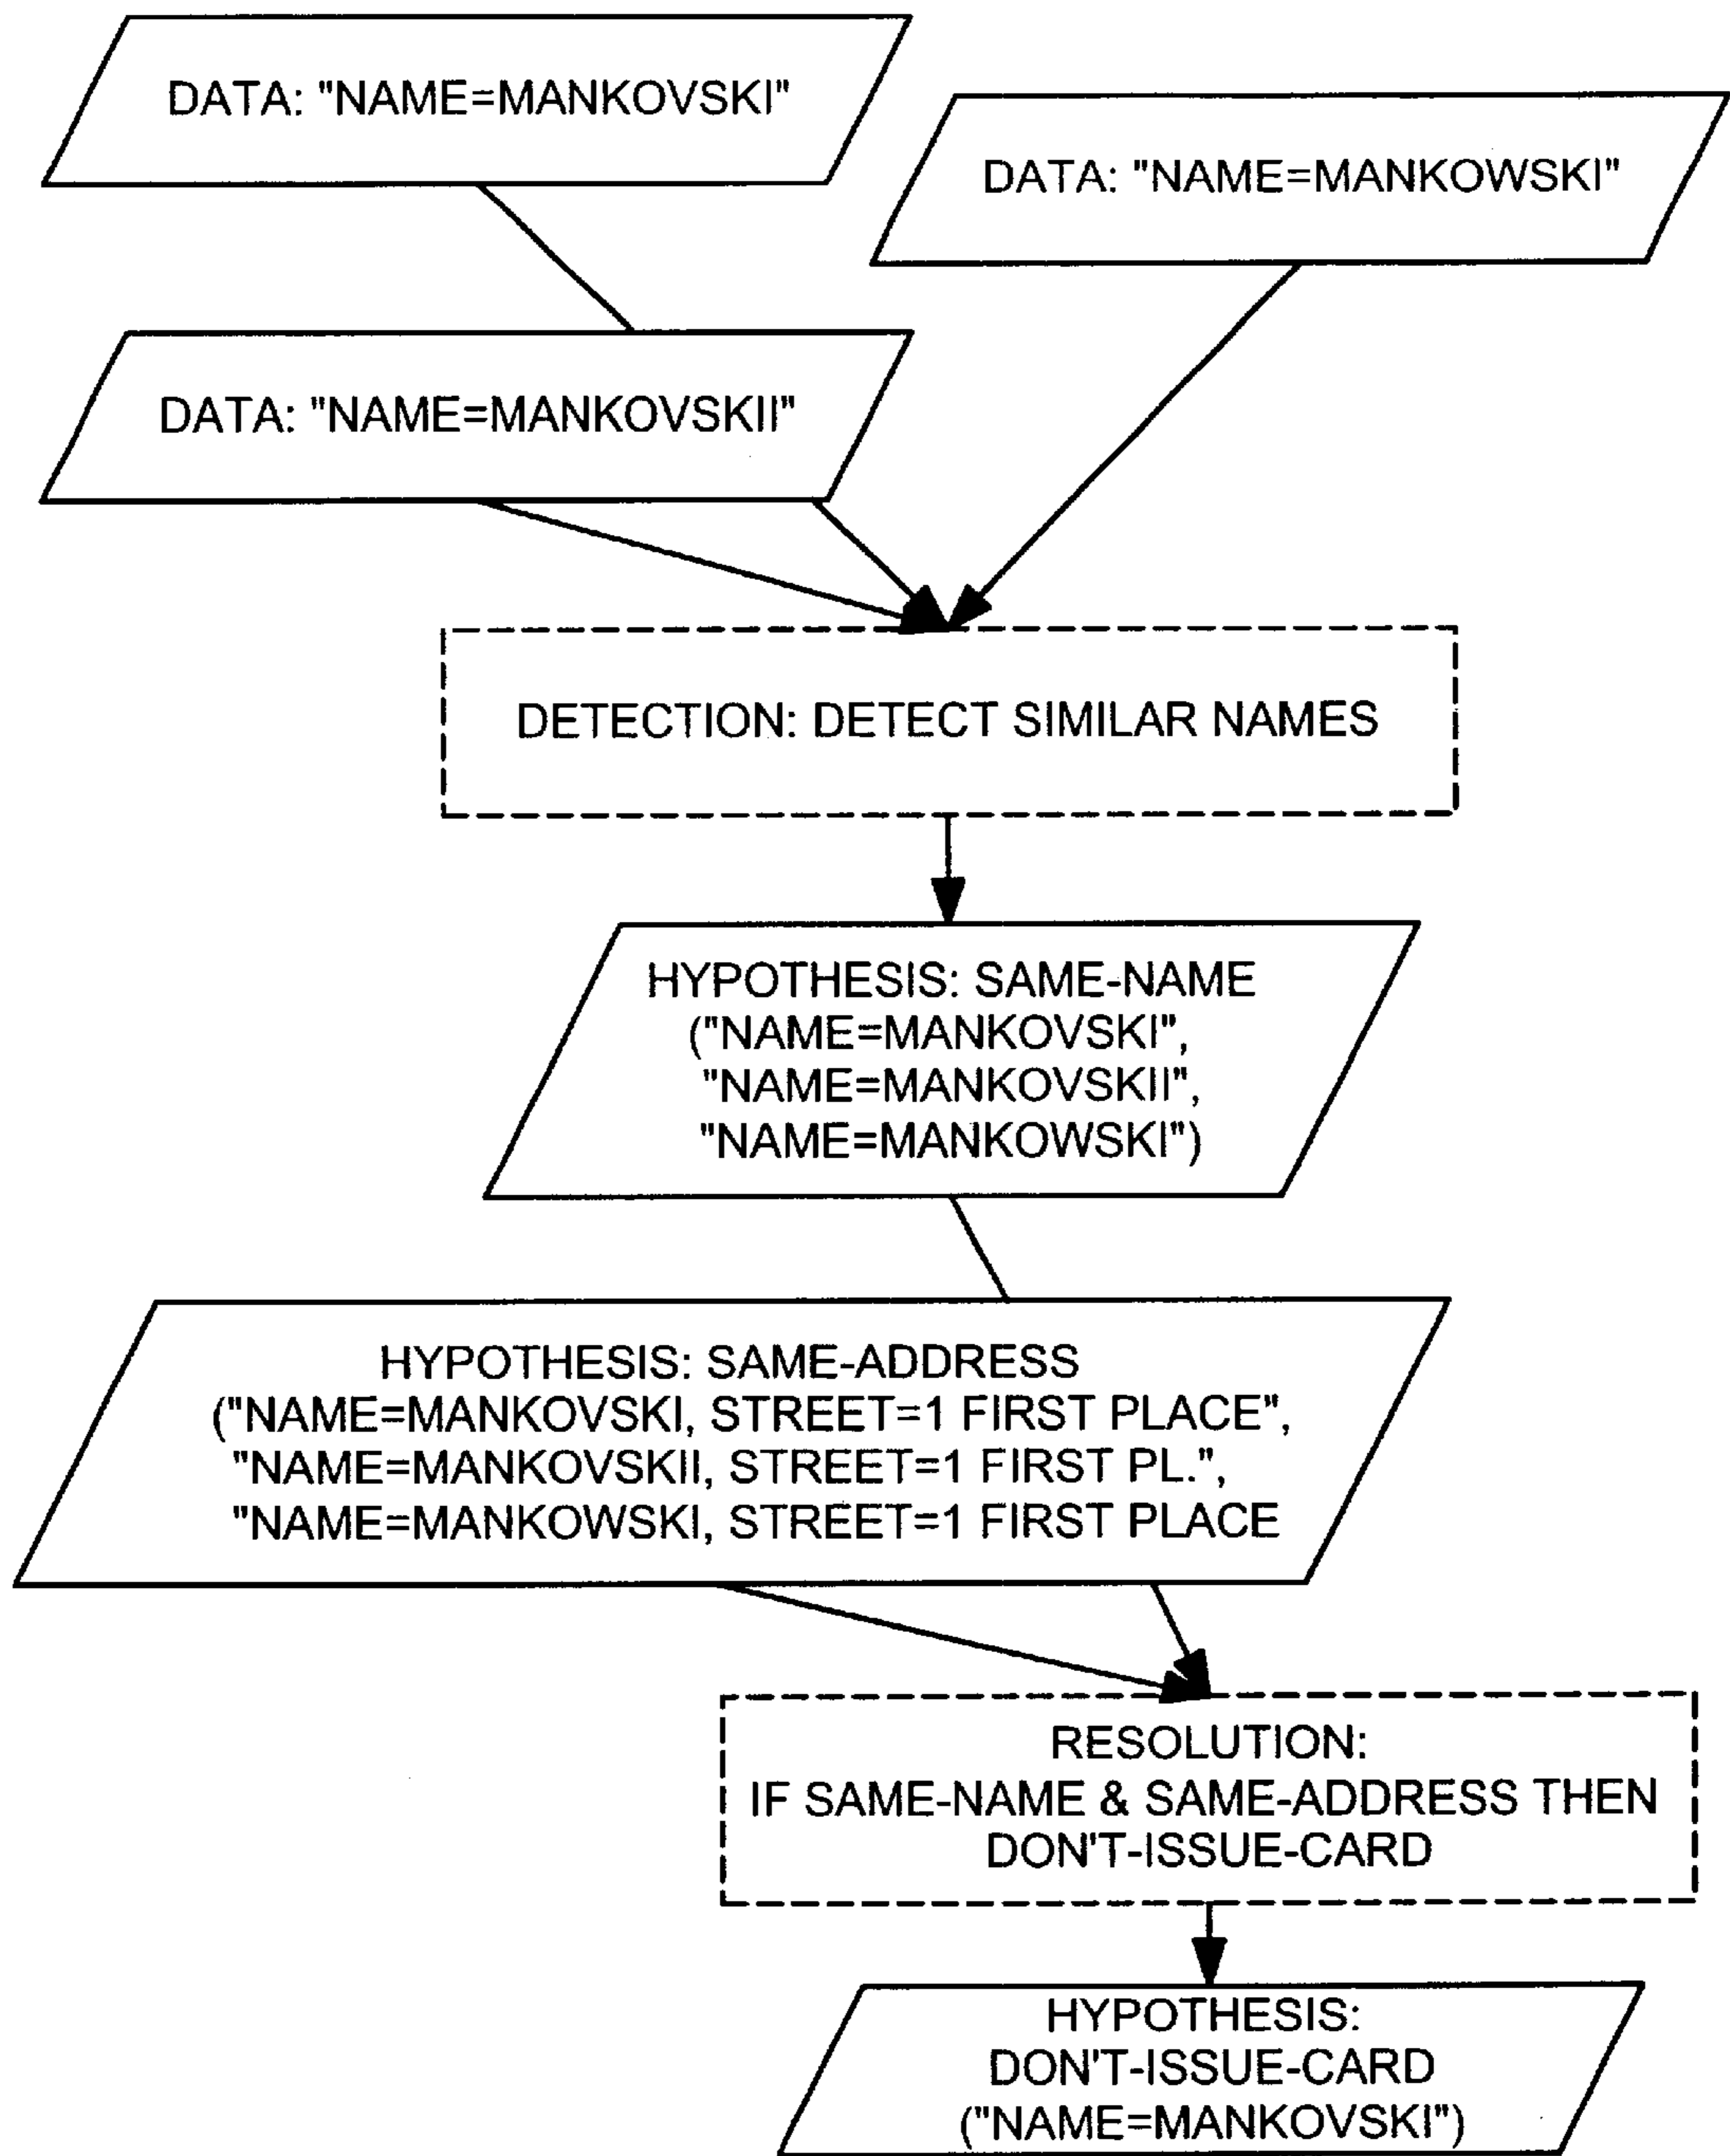 DATA: "NAME=MANKOVSKI"
DATA: "NAME=MANKOWSKI"
DATA: "NAME=MANKOVSKII"
DETECTION: DETECT SIMILAR NAMES
HYPOTHESIS: SAME-NAME
("NAME=MANKOVSKI",
"NAME=MANKOVSKII",
"NAME=MANKOWSKI")
HYPOTHESIS: SAME-ADDRESS
("NAME=MANKOVSKI, STREET=1 FIRST PLACE",
"NAME=MANKOVSKII, STREET=1 FIRST PL.",
"NAME=MANKOWSKI, STREET=1 FIRST PLACE
RESOLUTION:
IF SAME-NAME & SAME-ADDRESS THEN
DON'T-ISSUE-CARD
HYPOTHESIS:
DON'T-ISSUE-CARD
("NAME=MANKOVSKI")